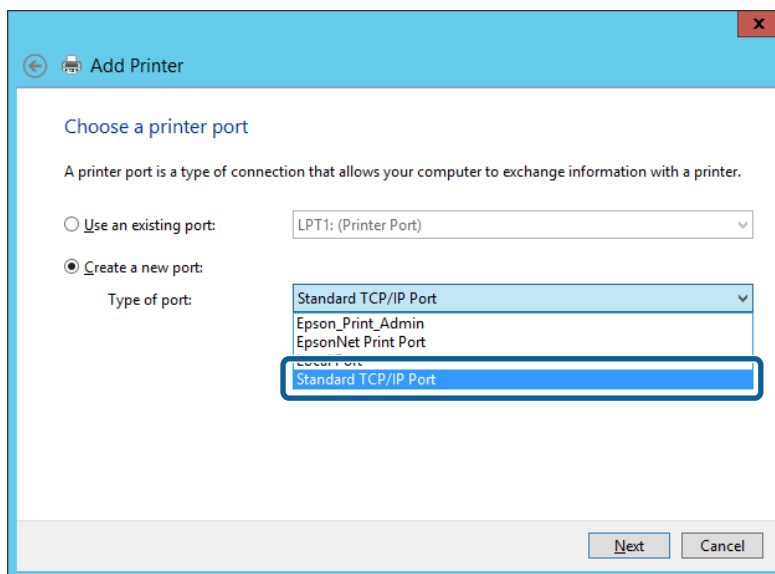 x
Add Printer
Choose a printer port
A printer port is a type of connection that allows your computer to exchange information with a printer.
Use an existing port: LPT1: (Printer Port)
Create a new port:
Type of port: Standard TCP/IP Port
Epson_Print_Admin
EpsonNet Print Port
Local Port
Standard TCP/IP Port
Next Cancel